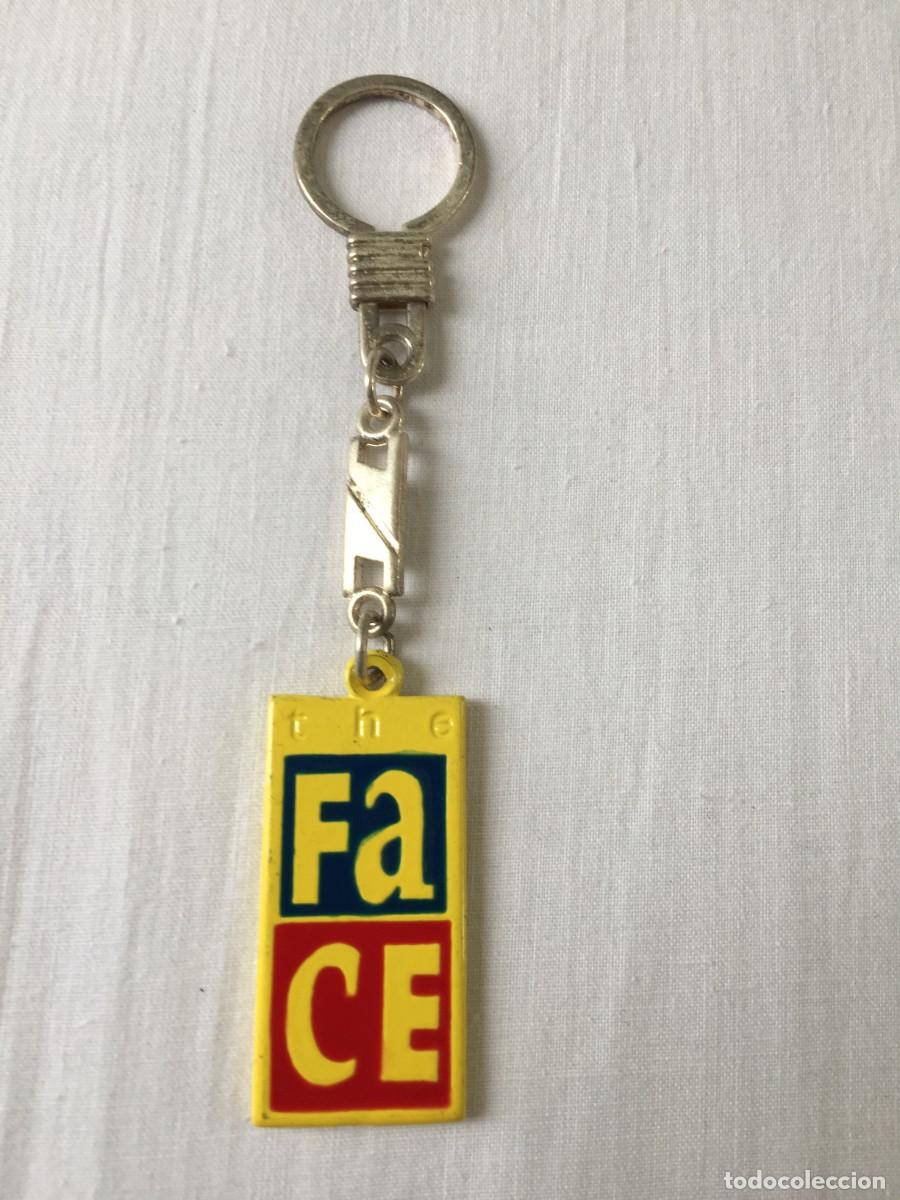 the
Fa
CE
todocoleccion